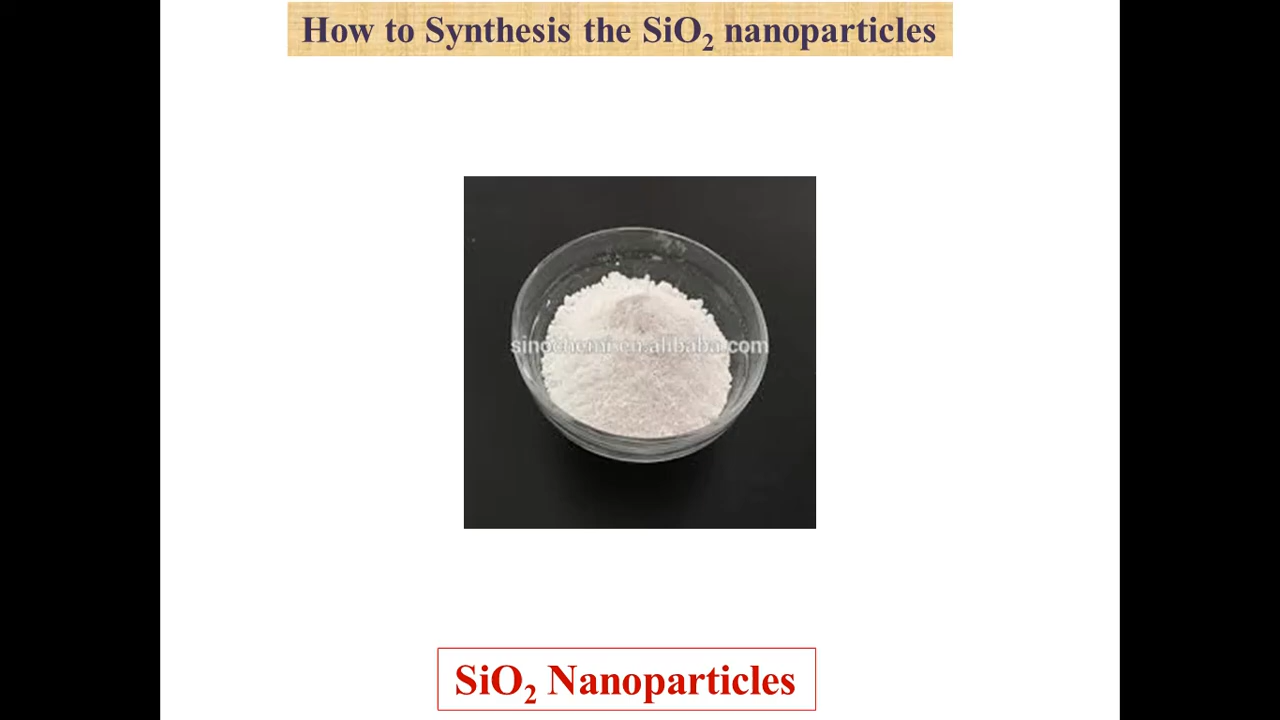 How to Synthesis the SiO₂ nanoparticles
sinochemi.en.alibaba.com
SiO₂ Nanoparticles